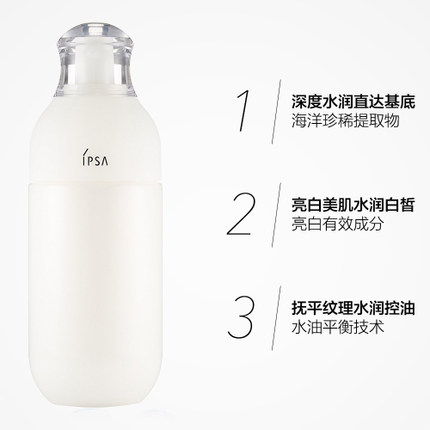 IPSA
1
深度水润直达基底
海洋珍稀提取物
2
亮白美肌水润白皙
亮白有效成分
3
抚平纹理水润控油
水油平衡技术